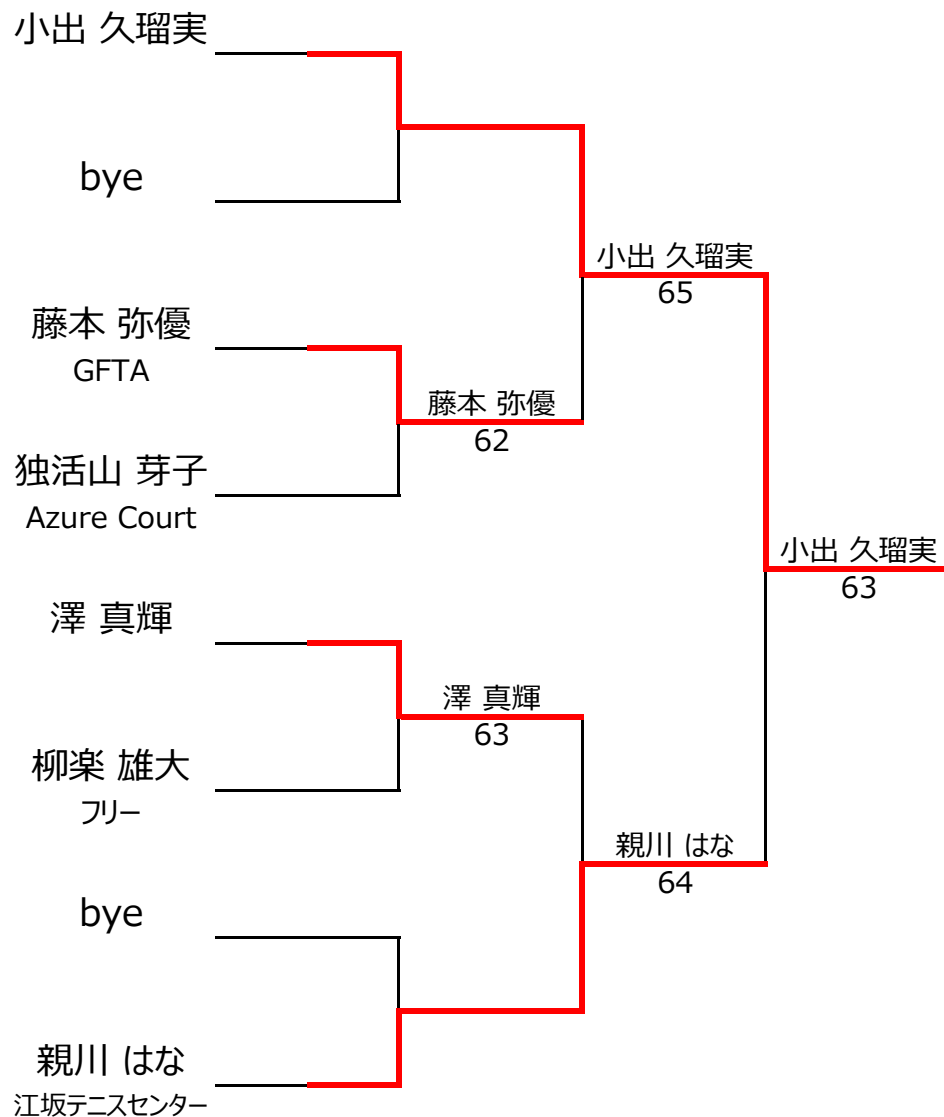 小出 久瑠実
bye
藤本 弥優
GFTA
独活山 芽子
Azure Court
澤 真輝
柳楽 雄大
フリー
bye
親川 はな
江坂テニスセンター
藤本 弥優
62
澤 真輝
63
小出 久瑠実
65
親川 はな
64
小出 久瑠実
63